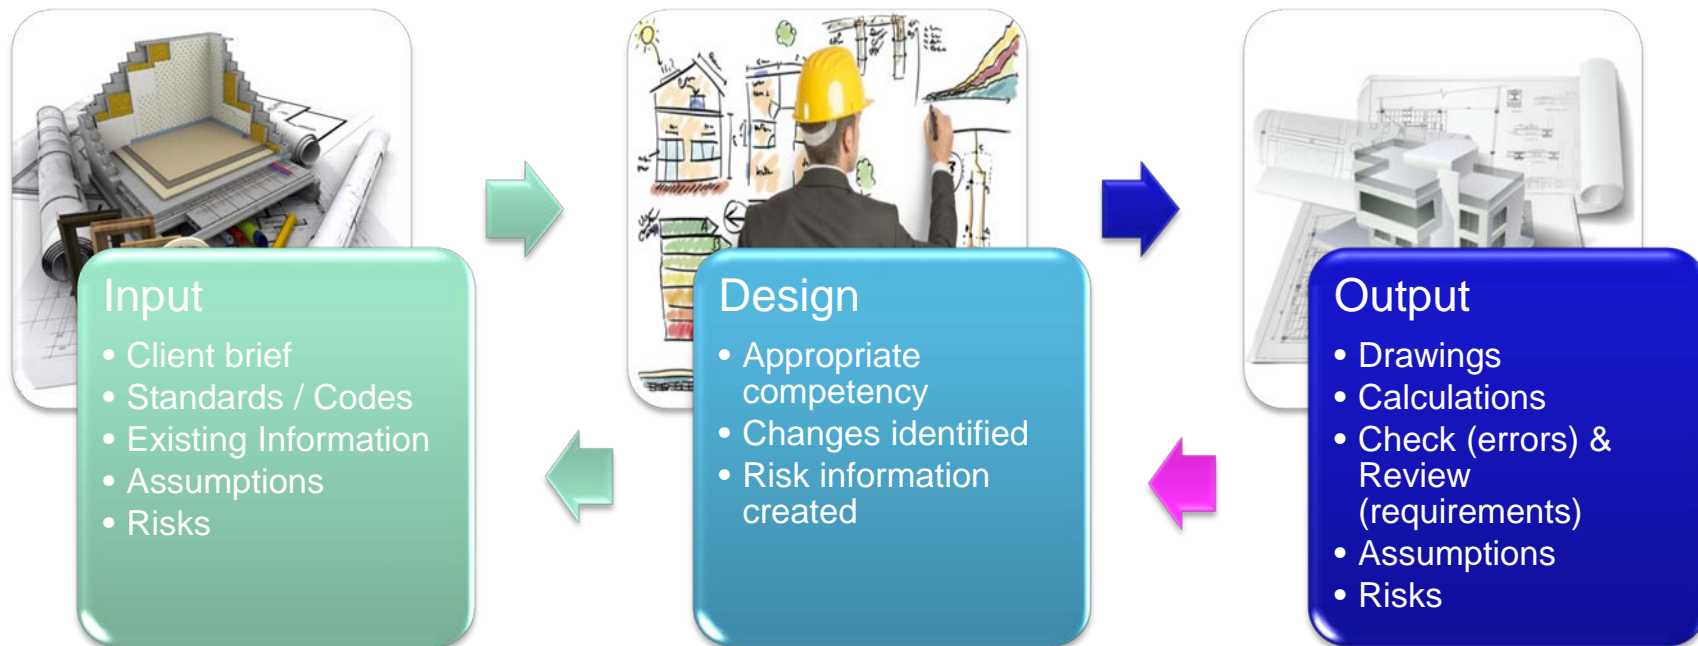 Input
• Client brief
• Standards / Codes
• Existing Information
• Assumptions
• Risks
Design
• Appropriate
competency
• Changes identified
• Risk information
created
Output
• Drawings
• Calculations
• Check (errors) &
Review
(requirements)
• Assumptions
• Risks